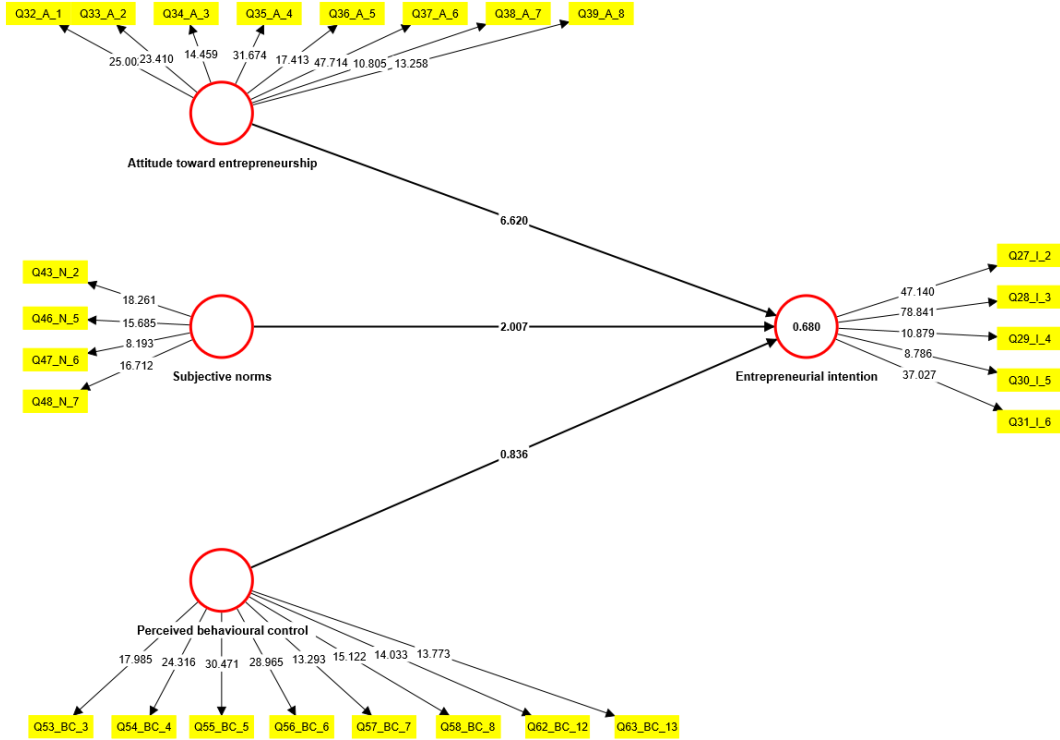 Q32_A_1 Q33_A_2 Q34_A_3 Q35_A_4 Q36_A_5 Q37_A_6 Q38_A_7 Q39_A_8
25.00 23.410 14.459 31.674 17.413 47.714 10.805 13.258
Attitude toward entrepreneurship
6.620
Q43_N_2
Q46_N_5
Q47_N_6
Q48_N_7
18.261
15.685
8.193
16.712
Subjective norms
2.007
0.680
Entrepreneurial intention
47.140
78.841
10.879
8.786
37.027
Q27_I_2
Q28_I_3
Q29_I_4
Q30_I_5
Q31_I_6
0.836
Perceived behavioural control
17.985 24.316 30.471 28.965 13.293 15.122 14.033 13.773
Q53_BC_3 Q54_BC_4 Q55_BC_5 Q56_BC_6 Q57_BC_7 Q58_BC_8 Q62_BC_12 Q63_BC_13